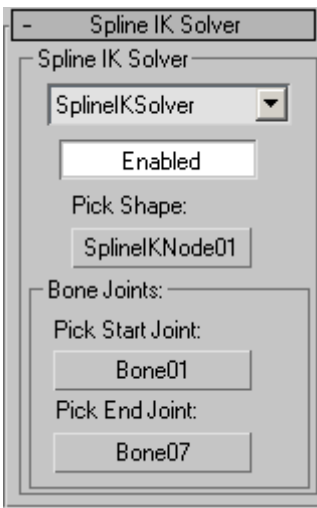 - Spline IK Solver
Spline IK Solver
SplineIKSolver
Enabled
Pick Shape:
SplineIKNode01
Bone Joints:
Pick Start Joint:
Bone01
Pick End Joint:
Bone07